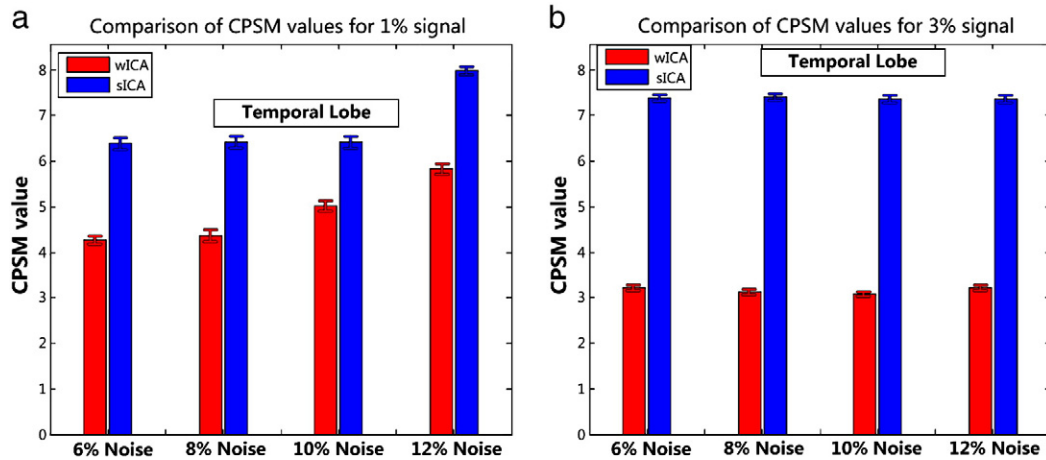 a
Comparison of CPSM values for 1% signal
wICA
sICA
Temporal Lobe
CPSM value
8
7
6
5
4
3
2
1
0
6% Noise 8% Noise 10% Noise 12% Noise
b
Comparison of CPSM values for 3% signal
wICA
sICA
Temporal Lobe
CPSM value
8
7
6
5
4
3
2
1
0
6% Noise 8% Noise 10% Noise 12% Noise